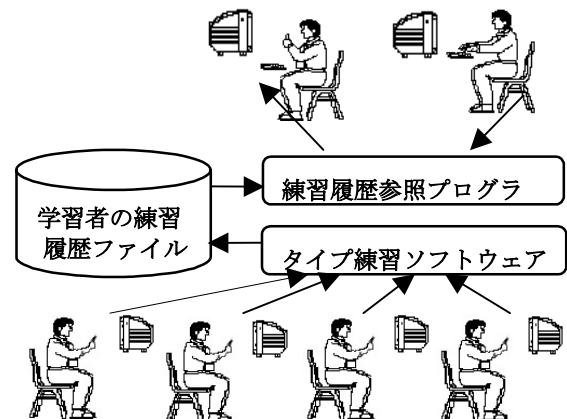 練習履歴参照プログラ
学習者の練習
履歴ファイル
タイプ練習ソフトウェア